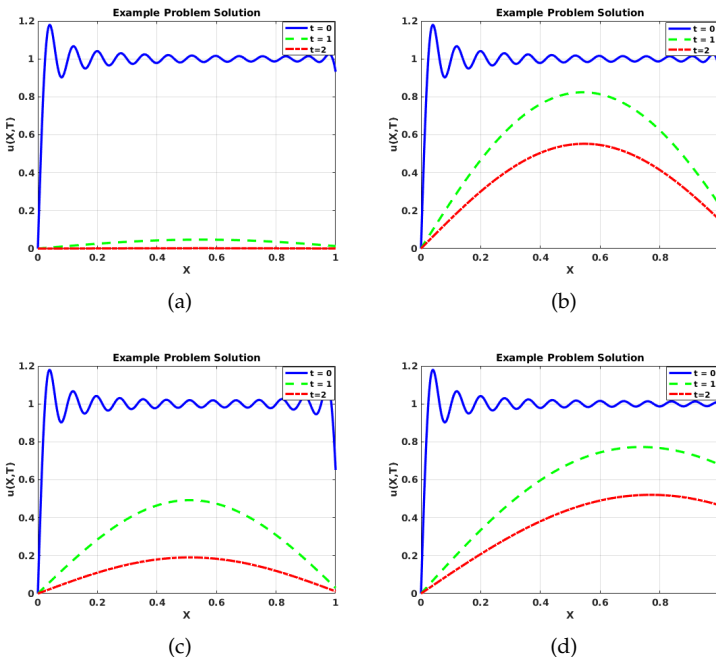 Example Problem Solution
1.2
1
0.8
0.6
0.4
0.2
0
u(X,T)
t = 0
t = 1
t=2
0 0.2 0.4 0.6 0.8 1
X
(a)
Example Problem Solution
1.2
1
0.8
0.6
0.4
0.2
0
u(X,T)
t = 0
t = 1
t=2
0 0.2 0.4 0.6 0.8
X
(b)
Example Problem Solution
1.2
1
0.8
0.6
0.4
0.2
0
u(X,T)
t = 0
t = 1
t=2
0 0.2 0.4 0.6 0.8 1
X
(c)
Example Problem Solution
1.2
1
0.8
0.6
0.4
0.2
0
u(X,T)
t = 0
t = 1
t=2
0 0.2 0.4 0.6 0.8
X
(d)